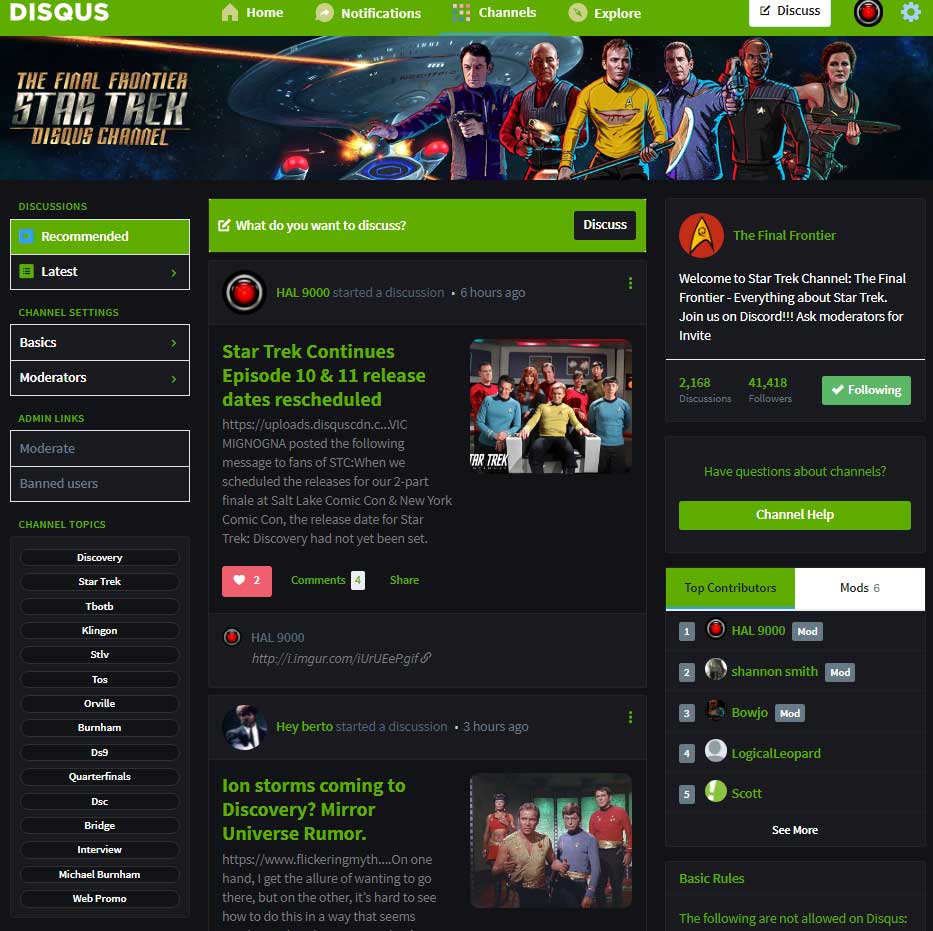 DISQUS
Home
Notifications
Channels
Explore
Discuss
THE FINAL FRONTIER
STAR TREK
DISQUS CHANNEL
DISCUSSIONS
Recommended
Latest
CHANNEL SETTINGS
Basics
Moderators
ADMIN LINKS
Moderate
Banned users
CHANNEL TOPICS
Discovery
Star Trek
Tbotb
Klingon
Stlv
Tos
Orville
Burnham
Ds9
Quarterfinals
Dsc
Bridge
Interview
Michael Burnham
Web Promo
What do you want to discuss?
Discuss
HAL 9000 started a discussion • 6 hours ago
Star Trek Continues
Episode 10 & 11 release
dates rescheduled
https://uploads.disquscdn.c...VIC
MIGNOGNA posted the following
message to fans of STC:When we
scheduled the releases for our 2-part
finale at Salt Lake Comic Con & New York
Comic Con, the release date for Star
Trek: Discovery had not yet been set.
2
Comments 4
Share
HAL 9000
http://i.imgur.com/iUrUEeP.gif
Hey berto started a discussion • 3 hours ago
Ion storms coming to
Discovery? Mirror
Universe Rumor.
https://www.flickeringmyth....On one
hand, I get the allure of wanting to go
there, but on the other, it's hard to see
how to do this in a way that seems
The Final Frontier
Welcome to Star Trek Channel: The Final
Frontier - Everything about Star Trek.
Join us on Discord!!! Ask moderators for
Invite
2,168
Discussions
41,418
Followers
Following
Have questions about channels?
Channel Help
Top Contributors
Mods 6
1 HAL 9000 Mod
2 shannon smith Mod
3 Bowjo Mod
4 LogicalLeopard
5 Scott
See More
Basic Rules
The following are not allowed on Disqus: